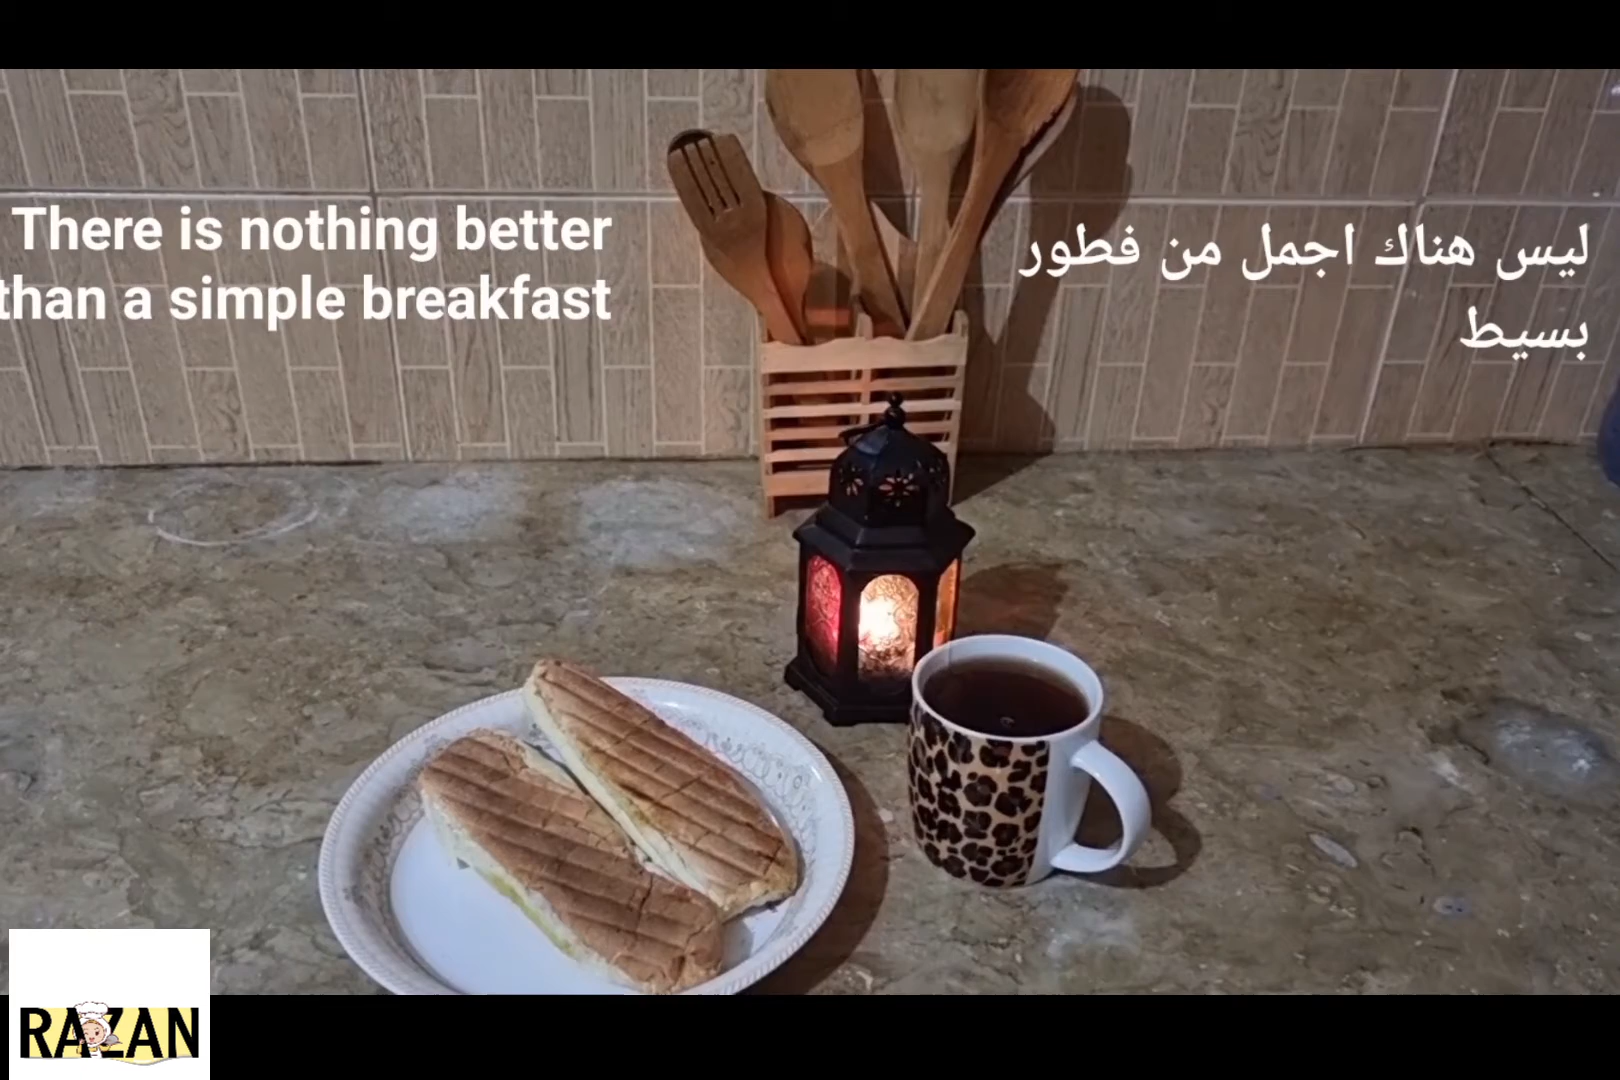 There is nothing better
than a simple breakfast
ليس هناك اجمل من فطور
بسيط
RAZAN